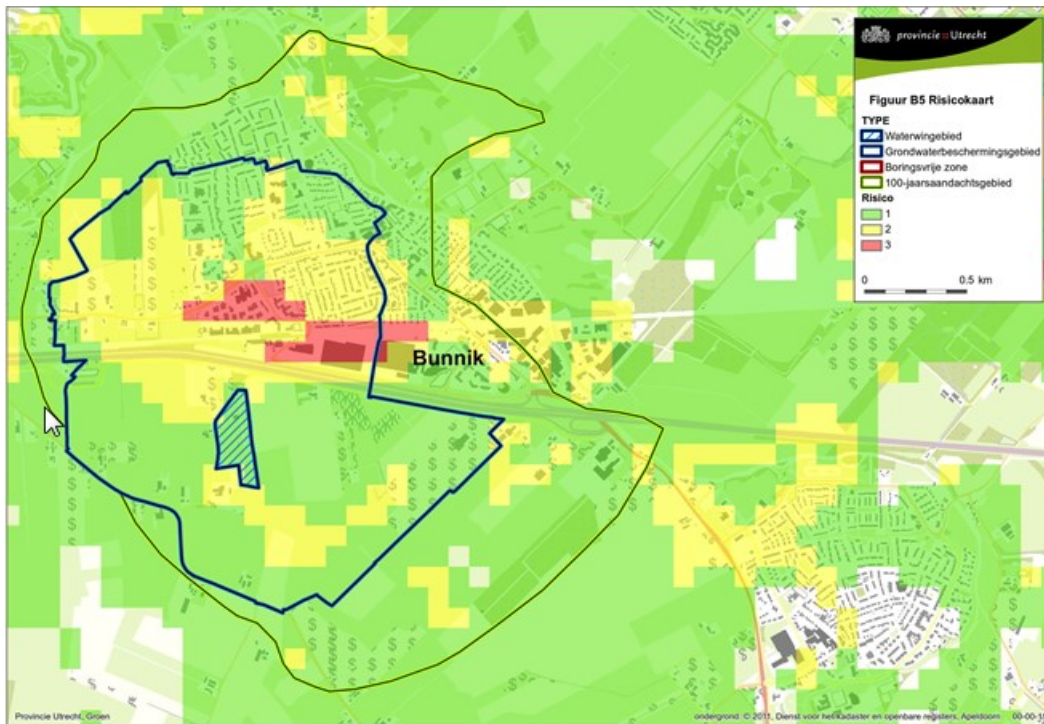 provincie :: Utrecht
Figuur B5 Risicokaart
TYPE
Waterwingebied
Grondwaterbeschermingsgebied
Boringsvrije zone
100-jaarsaandachtsgebied
Risico
1
2
3
0 0.5 km
Bunnik
Provincie Utrecht, Groen
ondergrond: © 2011, Dienst voor het kadaster en openbare registers, Apeldoorn